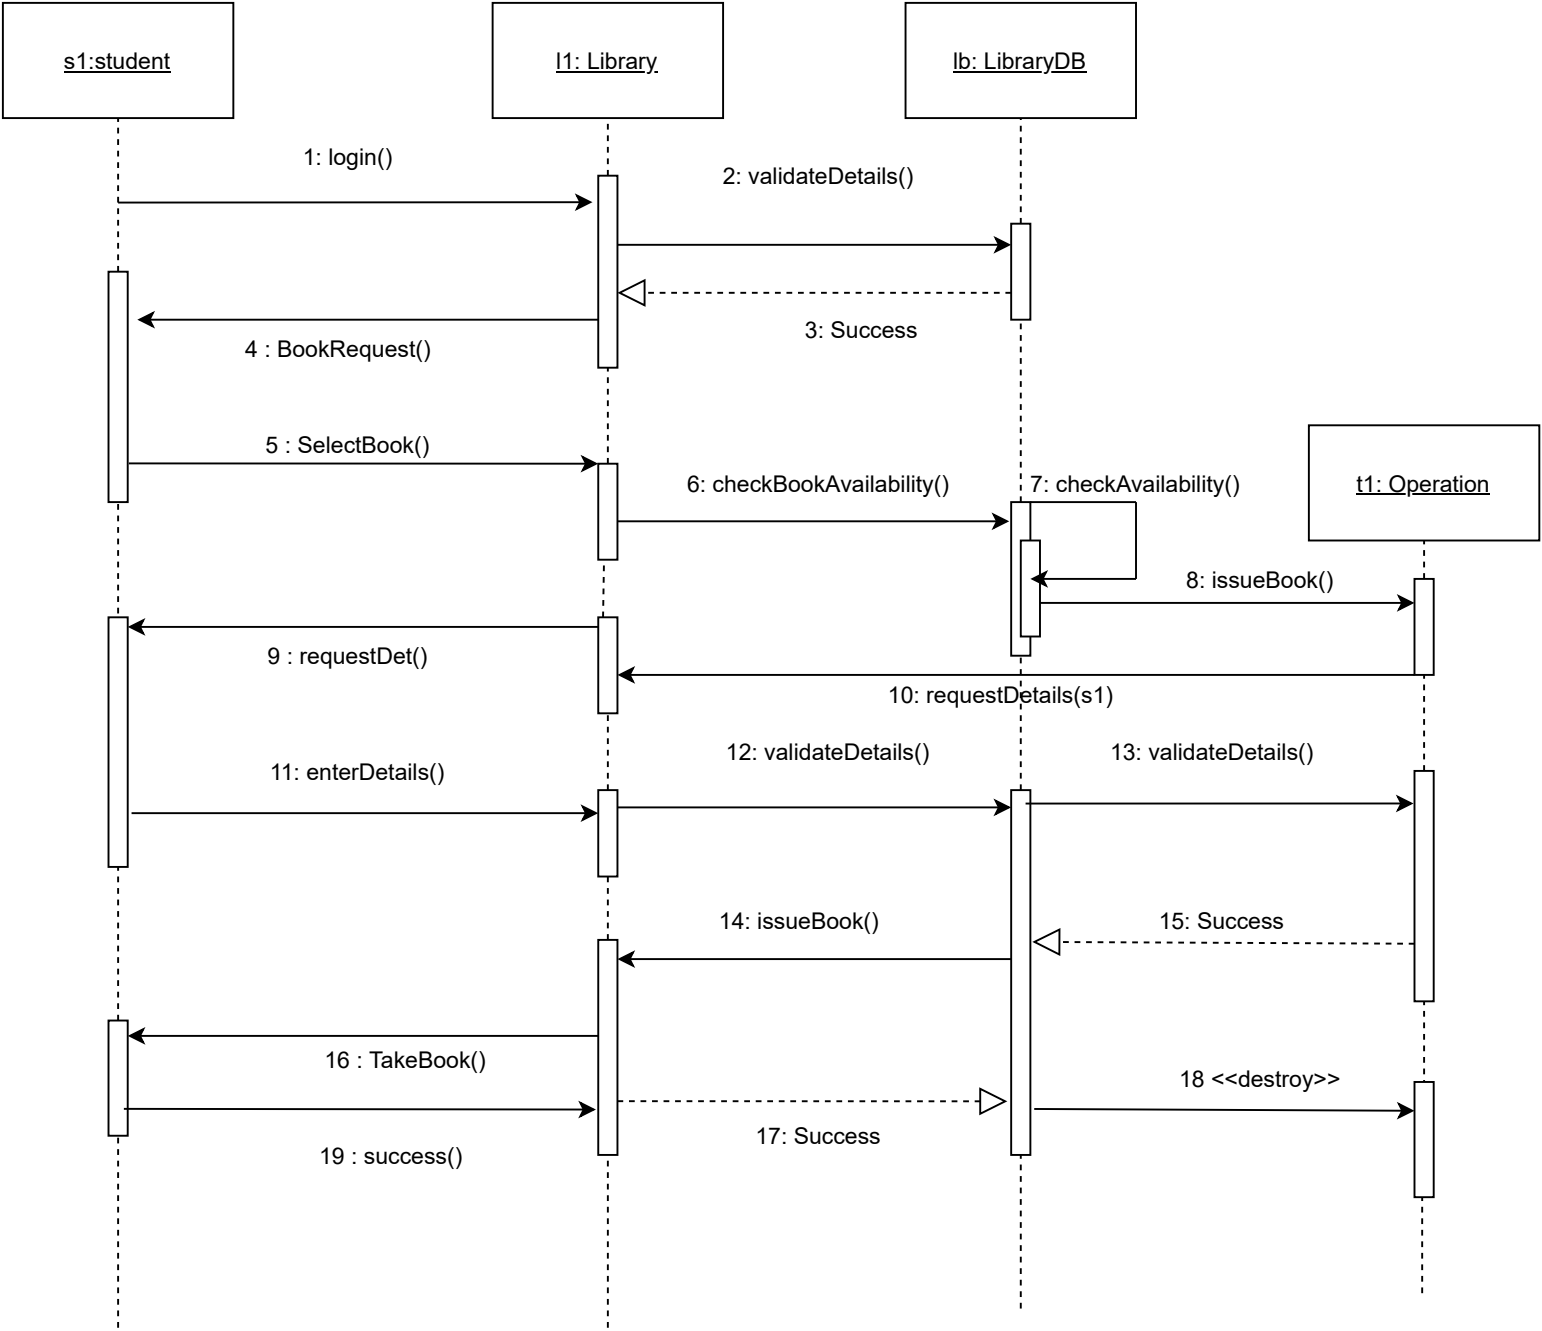 s1:student
l1: Library
lb: LibraryDB
1: login()
2: validateDetails()
3: Success
4 : BookRequest()
5 : SelectBook()
6: checkBookAvailability()
7: checkAvailability()
t1: Operation
8: issueBook()
9 : requestDet()
10: requestDetails(s1)
12: validateDetails()
13: validateDetails()
11: enterDetails()
14: issueBook()
15: Success
16 : TakeBook()
18 <<destroy>>
17: Success
19 : success()